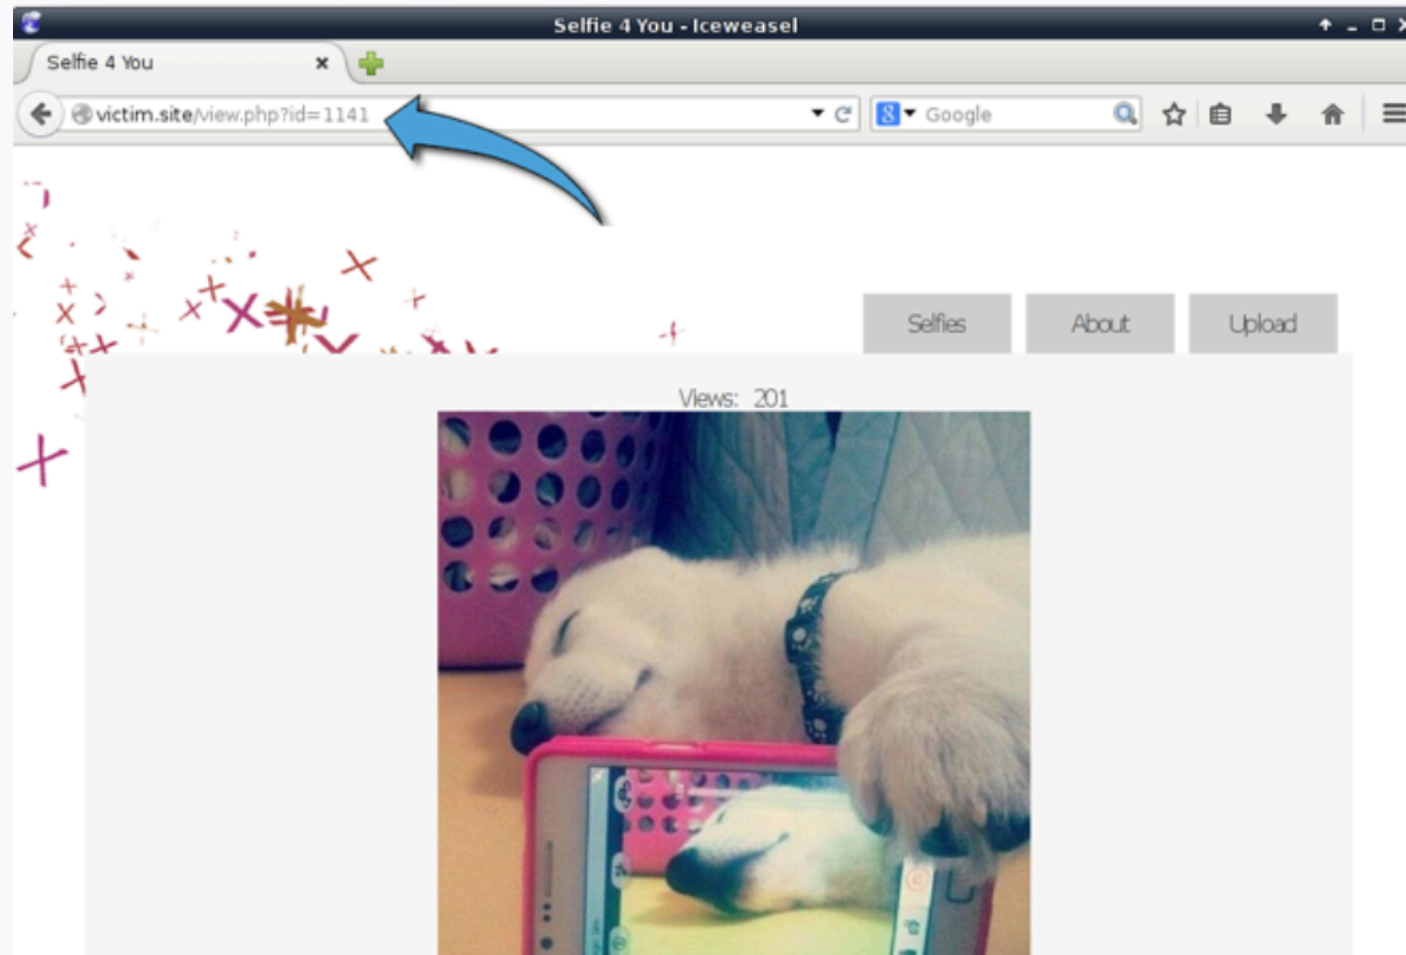 Selfie 4 You - Iceweasel
Selfie 4 You
victim.site/view.php?id=1141
Google
Selfies About Upload
Views: 201